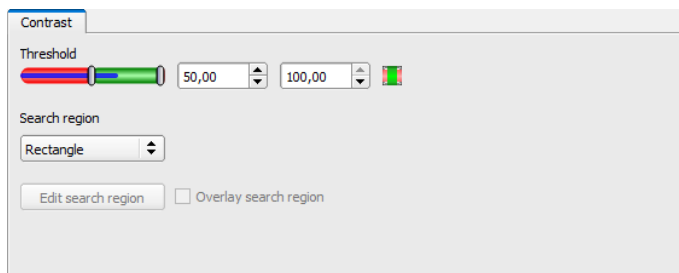 Contrast
Threshold
50,00 100,00
Search region
Rectangle
Edit search region Overlay search region